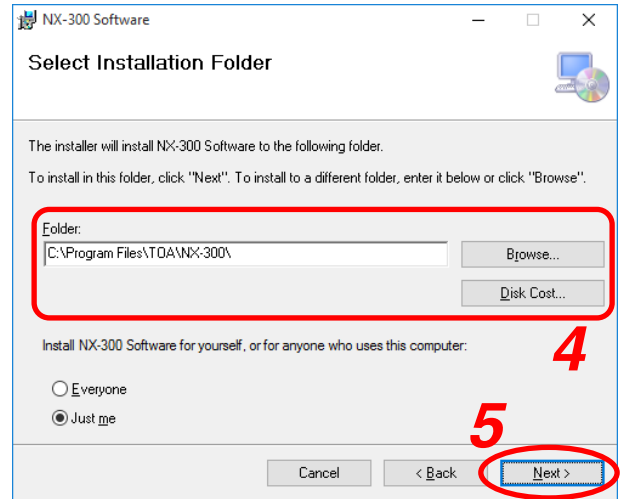 NX-300 Software
Select Installation Folder
The installer will install NX-300 Software to the following folder.
To install in this folder, click "Next". To install to a different folder, enter it below or click "Browse".
Folder:
C:\Program Files\TOA\NX-300\
Browse...
Disk Cost...
4
Install NX-300 Software for yourself, or for anyone who uses this computer:
Everyone
Just me
5
Cancel
< Back
Next >